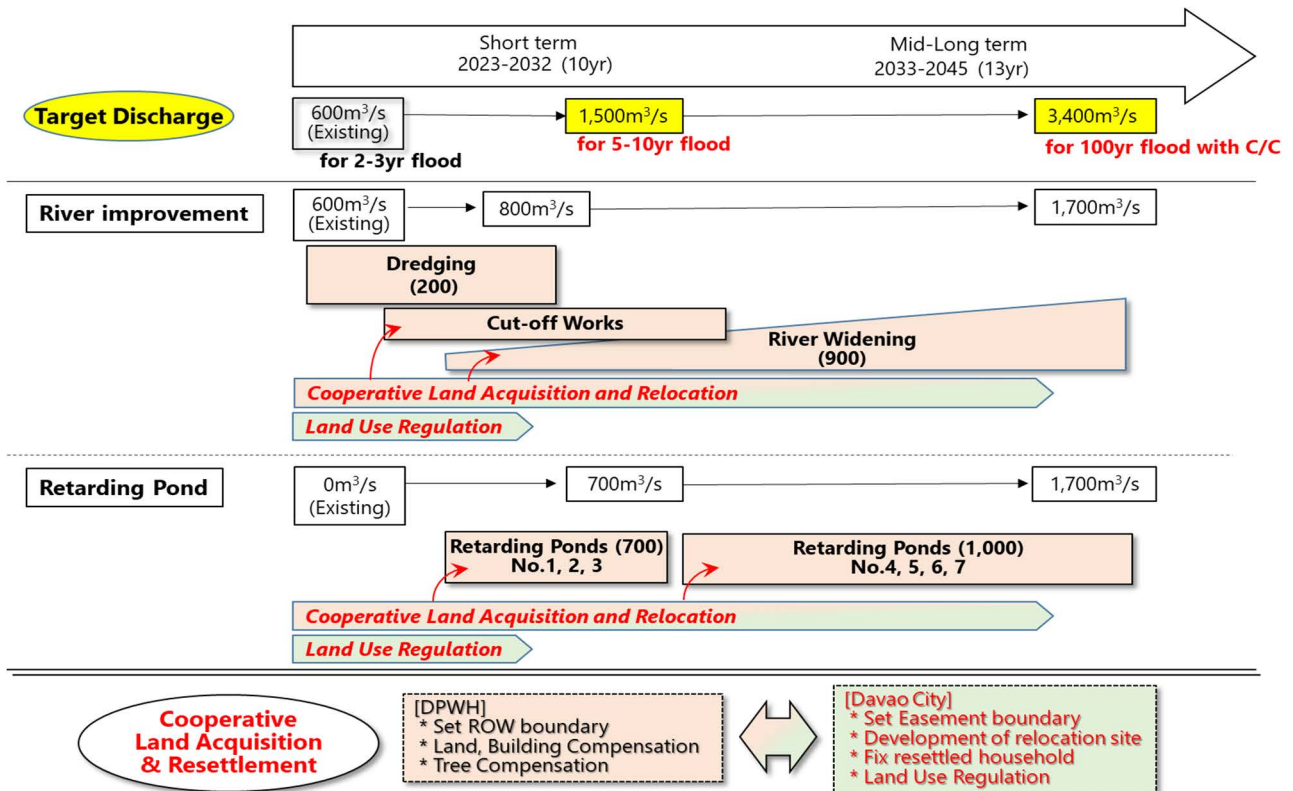 Short term
2023-2032 (10yr)
Mid-Long term
2033-2045 (13yr)
Target Discharge
600m³/s
(Existing)
for 2-3yr flood
1,500m³/s
for 5-10yr flood
3,400m³/s
for 100yr flood with C/C
River improvement
600m³/s
(Existing)
800m³/s
1,700m³/s
Dredging
(200)
Cut-off Works
River Widening
(900)
Cooperative Land Acquisition and Relocation
Land Use Regulation
Retarding Pond
0m³/s
(Existing)
700m³/s
1,700m³/s
Retarding Ponds (700)
No.1, 2, 3
Retarding Ponds (1,000)
No.4, 5, 6, 7
Cooperative Land Acquisition and Relocation
Land Use Regulation
Cooperative
Land Acquisition
& Resettlement
[DPWH]
* Set ROW boundary
* Land, Building Compensation
* Tree Compensation
[Davao City]
* Set Easement boundary
* Development of relocation site
* Fix resettled household
* Land Use Regulation